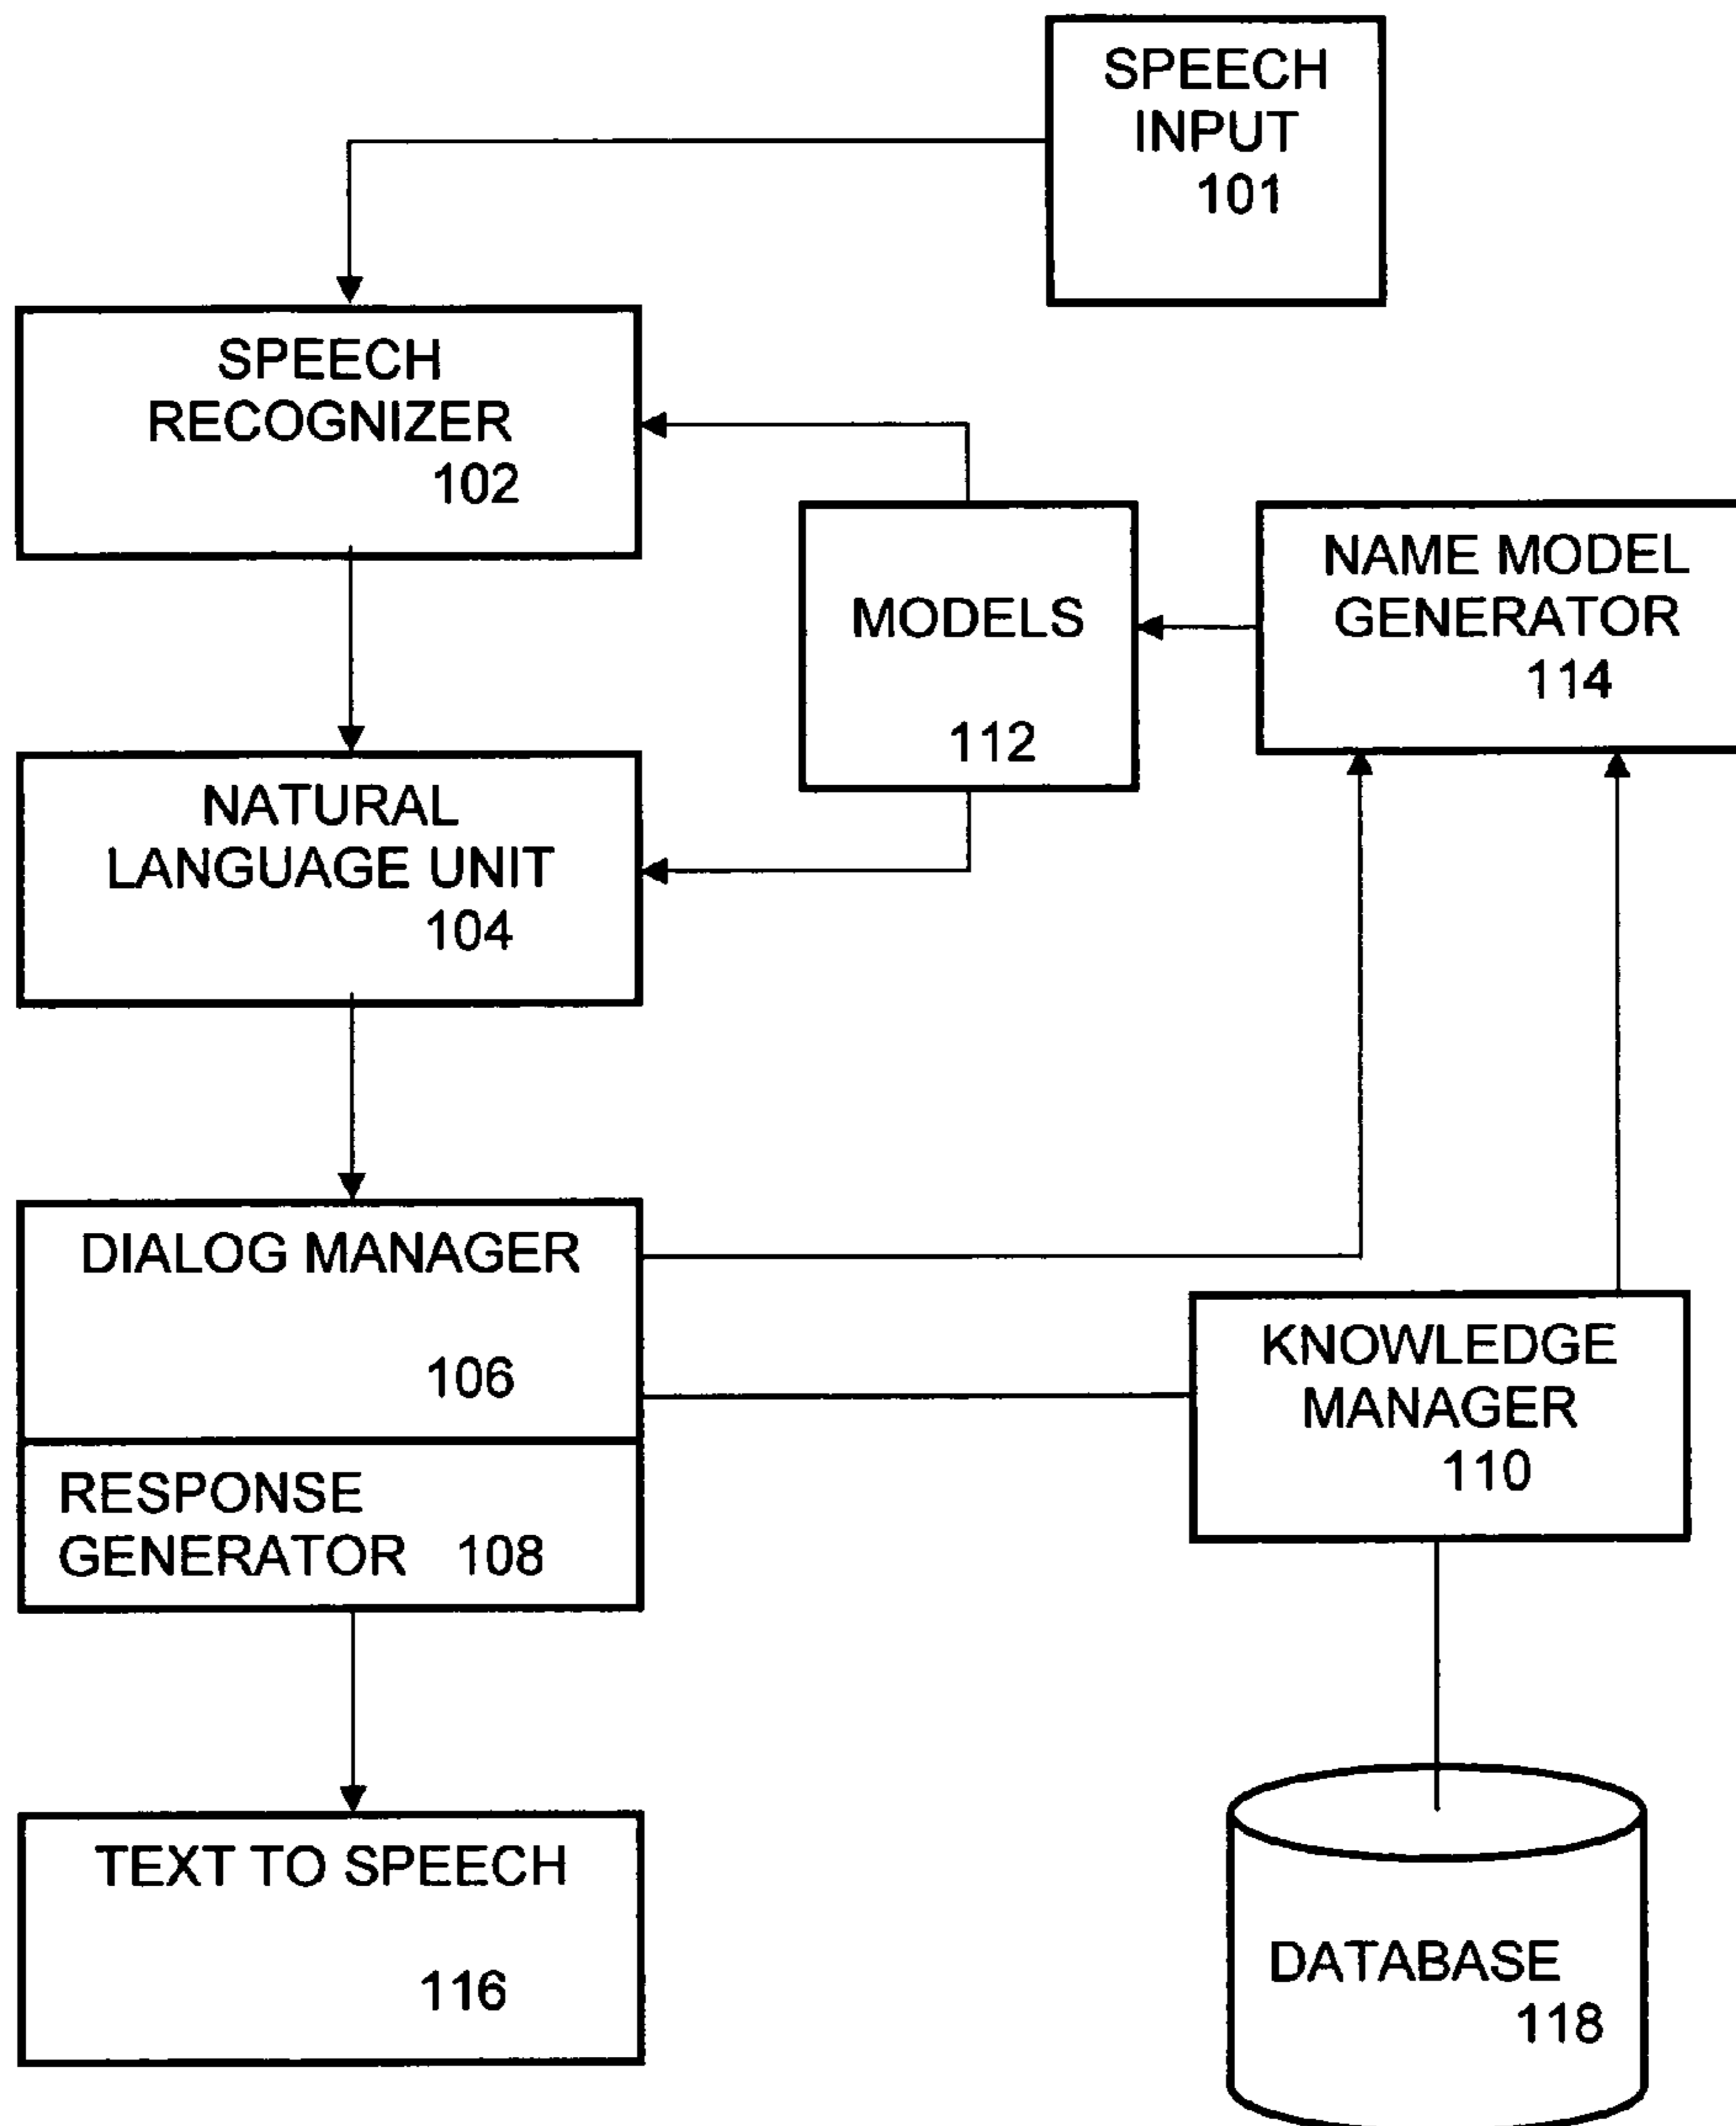 SPEECH
INPUT
101
SPEECH
RECOGNIZER
102
MODELS
112
NAME MODEL
GENERATOR
114
NATURAL
LANGUAGE UNIT
104
DIALOG MANAGER
106
KNOWLEDGE
MANAGER
110
RESPONSE
GENERATOR 108
TEXT TO SPEECH
116
DATABASE
118